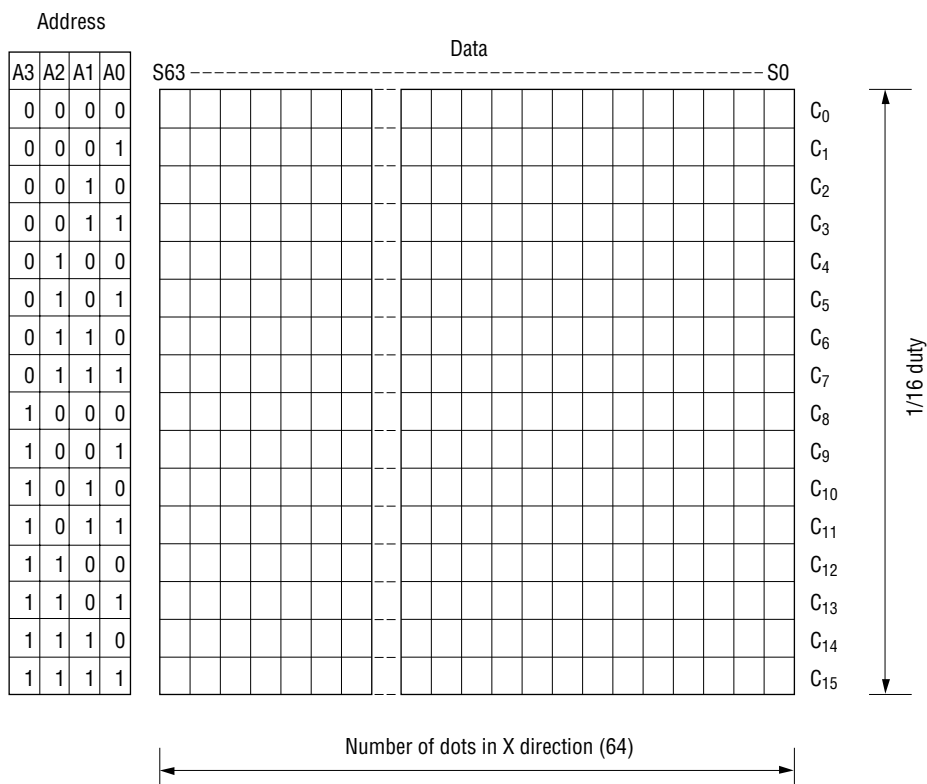 Address
Data
A3 A2 A1 A0 S63 S0
0 0 0 0 C0
0 0 0 1 C1
0 0 1 0 C2
0 0 1 1 C3
0 1 0 0 C4
0 1 0 1 C5
0 1 1 0 C6
0 1 1 1 C7
1 0 0 0 C8
1 0 0 1 C9
1 0 1 0 C10
1 0 1 1 C11
1 1 0 0 C12
1 1 0 1 C13
1 1 1 0 C14
1 1 1 1 C15
1/16 duty
Number of dots in X direction (64)